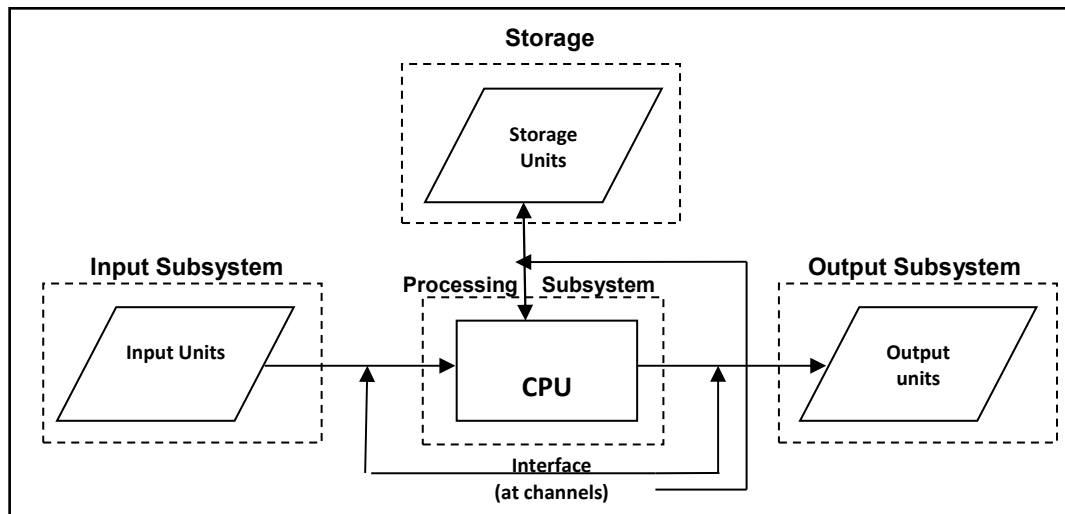 Storage
Storage
Units
Input Subsystem
Output Subsystem
Processing Subsystem
Input Units
CPU
Output
units
Interface
(at channels)